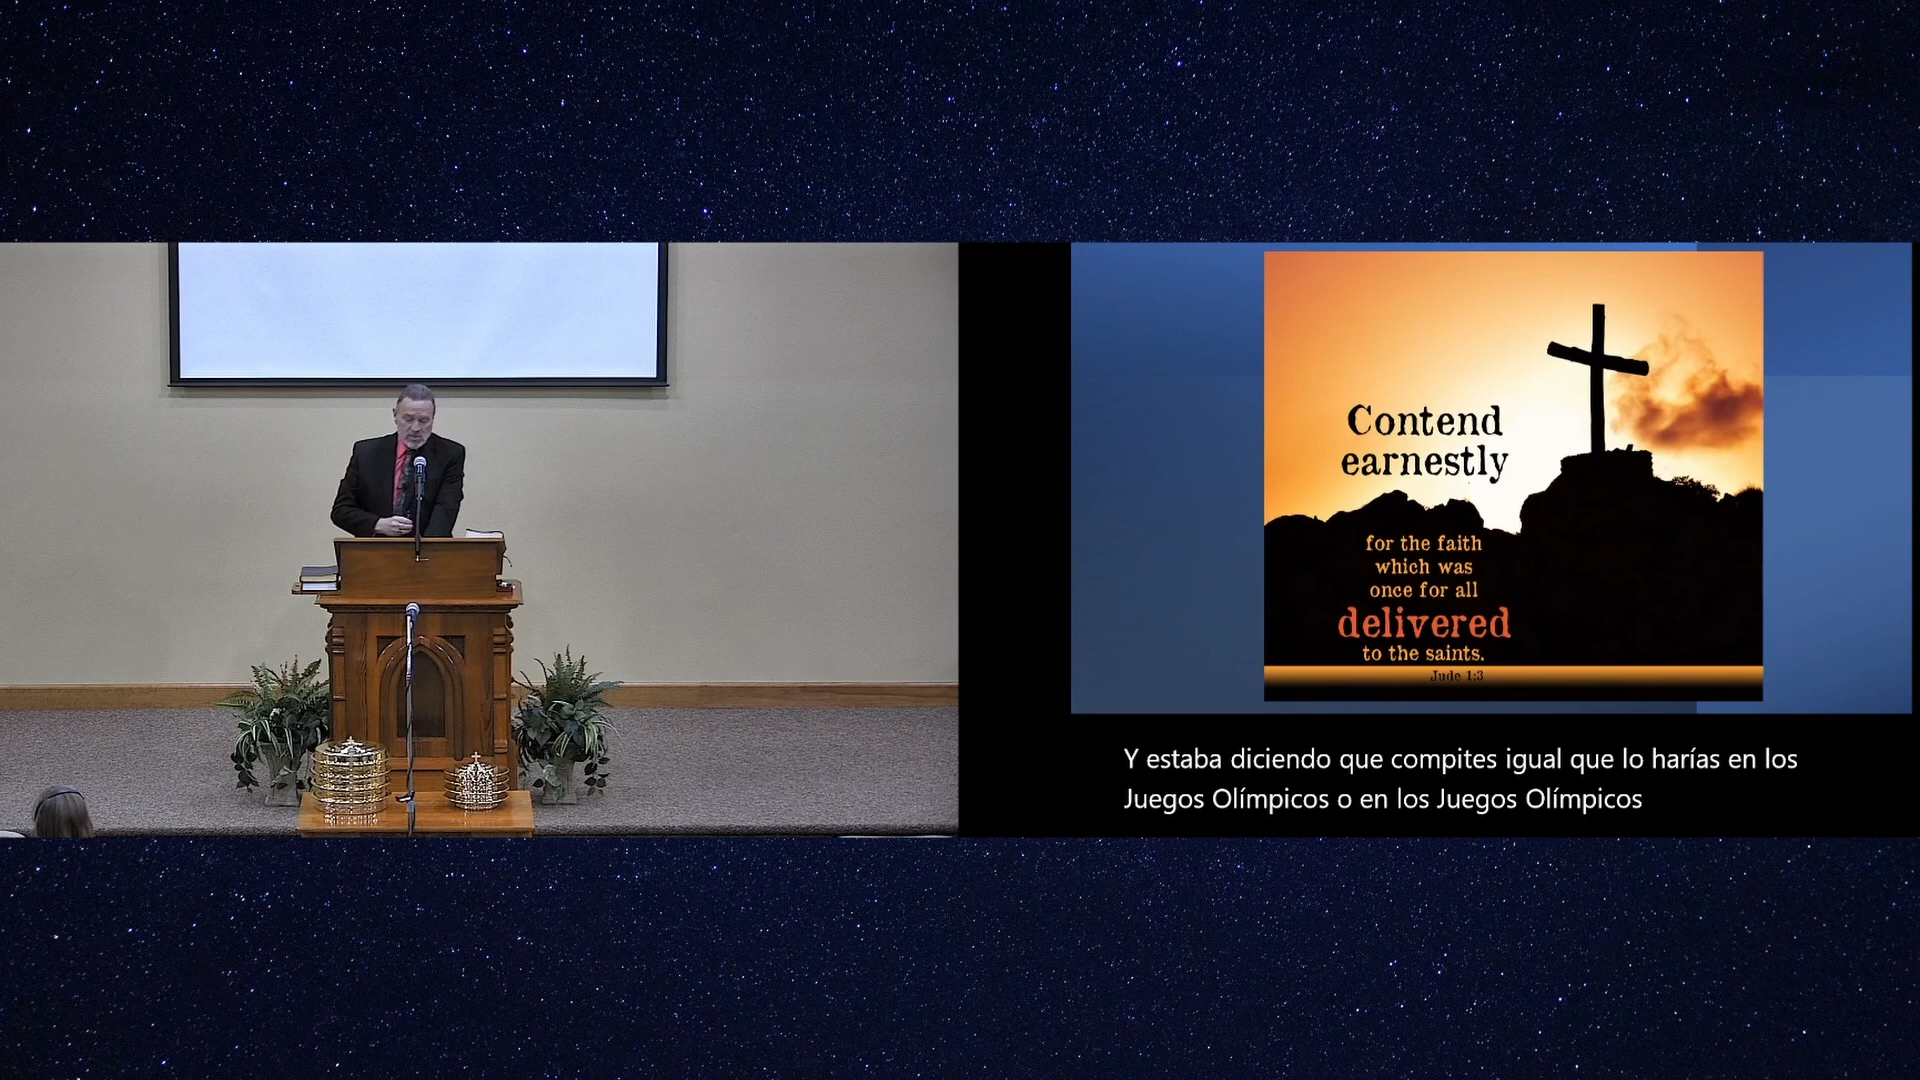 Contend
earnestly
for the faith
which was
once for all
delivered
to the saints.
Jude 1:3
Y estaba diciendo que compites igual que lo harías en los
Juegos Olímpicos o en los Juegos Olímpicos